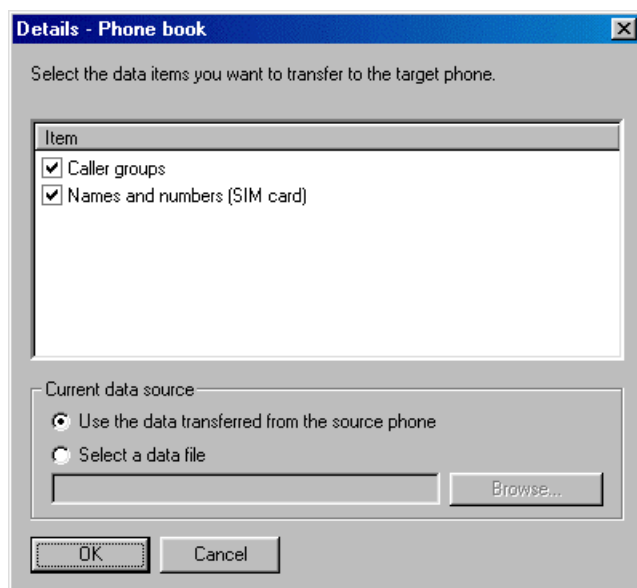 Details - Phone book
Select the data items you want to transfer to the target phone.
Item
Caller groups
Names and numbers (SIM card)
Current data source
Use the data transferred from the source phone
Select a data file
Browse...
OK
Cancel